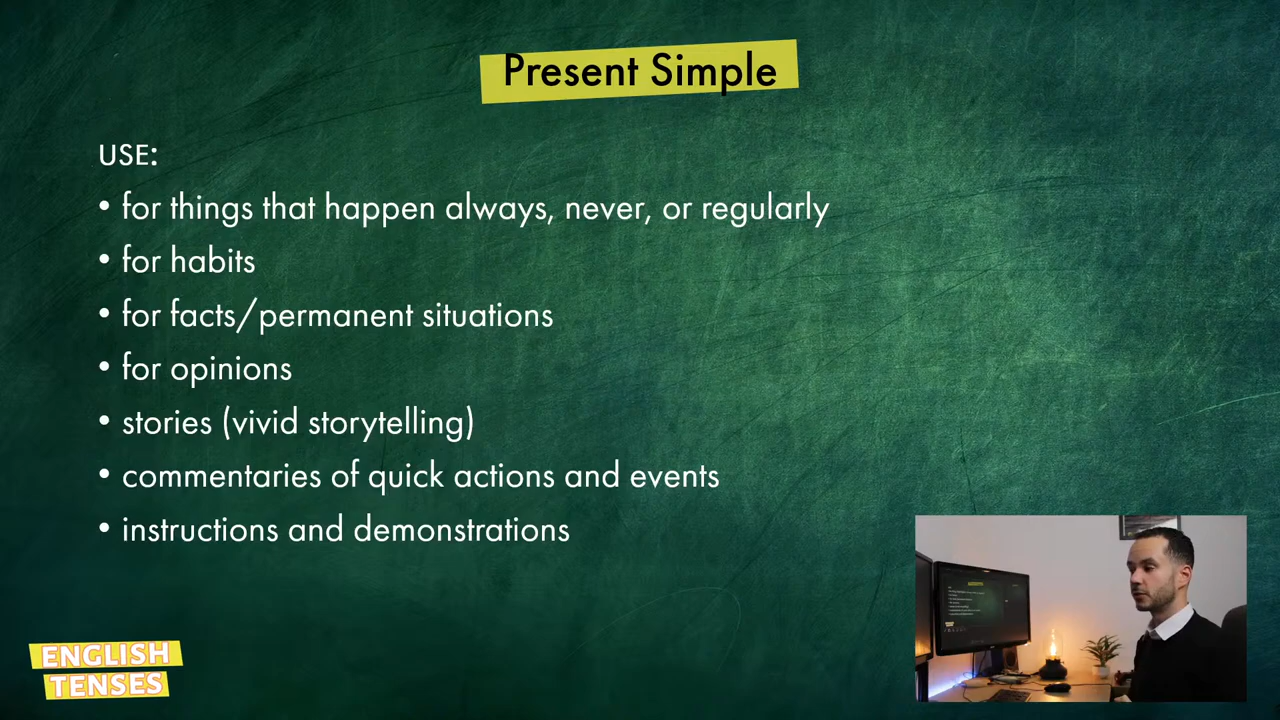 Present Simple
USE:
• for things that happen always, never, or regularly
• for habits
• for facts/permanent situations
• for opinions
• stories (vivid storytelling)
• commentaries of quick actions and events
• instructions and demonstrations
ENGLISH
TENSES